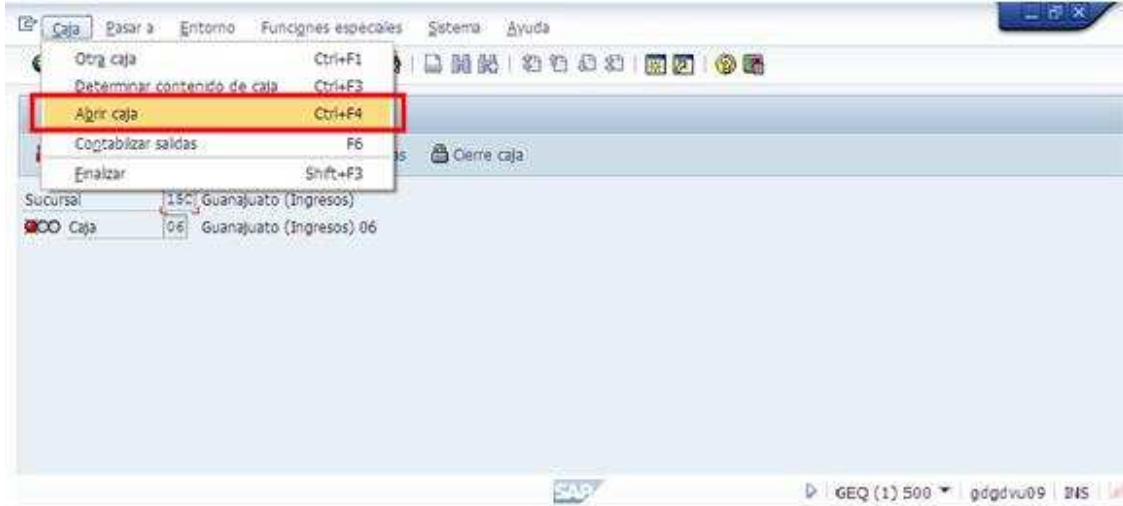 Caja Pasar a Entorno Funciones especiales Sistema Ayuda
Otra caja Ctrl+F1
Determinar contenido de caja Ctrl+F3
Abrir caja Ctrl+F4
Contabilizar salidas F6
Cierre caja
Finalizar Shift+F3
Sucursal Guanajuato (Ingresos)
Caja 06 Guanajuato (Ingresos) 06
SAP GEQ (1) 500 gdgdvu09 INS